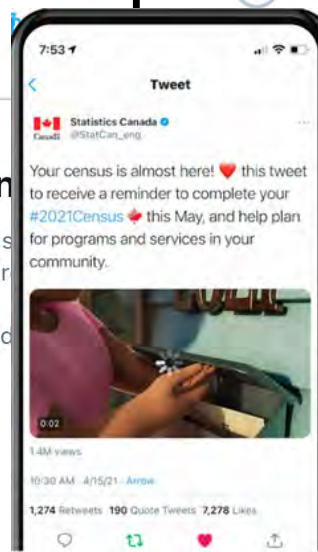 7:53
Tweet
Statistics Canada
Canadä @StatCan_eng
Your census is almost here! ❤️ this tweet
to receive a reminder to complete your
#2021Census 🍁 this May, and help plan
for programs and services in your
community.
0:02
1.4M views
10:30 AM · 4/15/21 · Arrow
1,274 Retweets 190 Quote Tweets 7,278 Likes